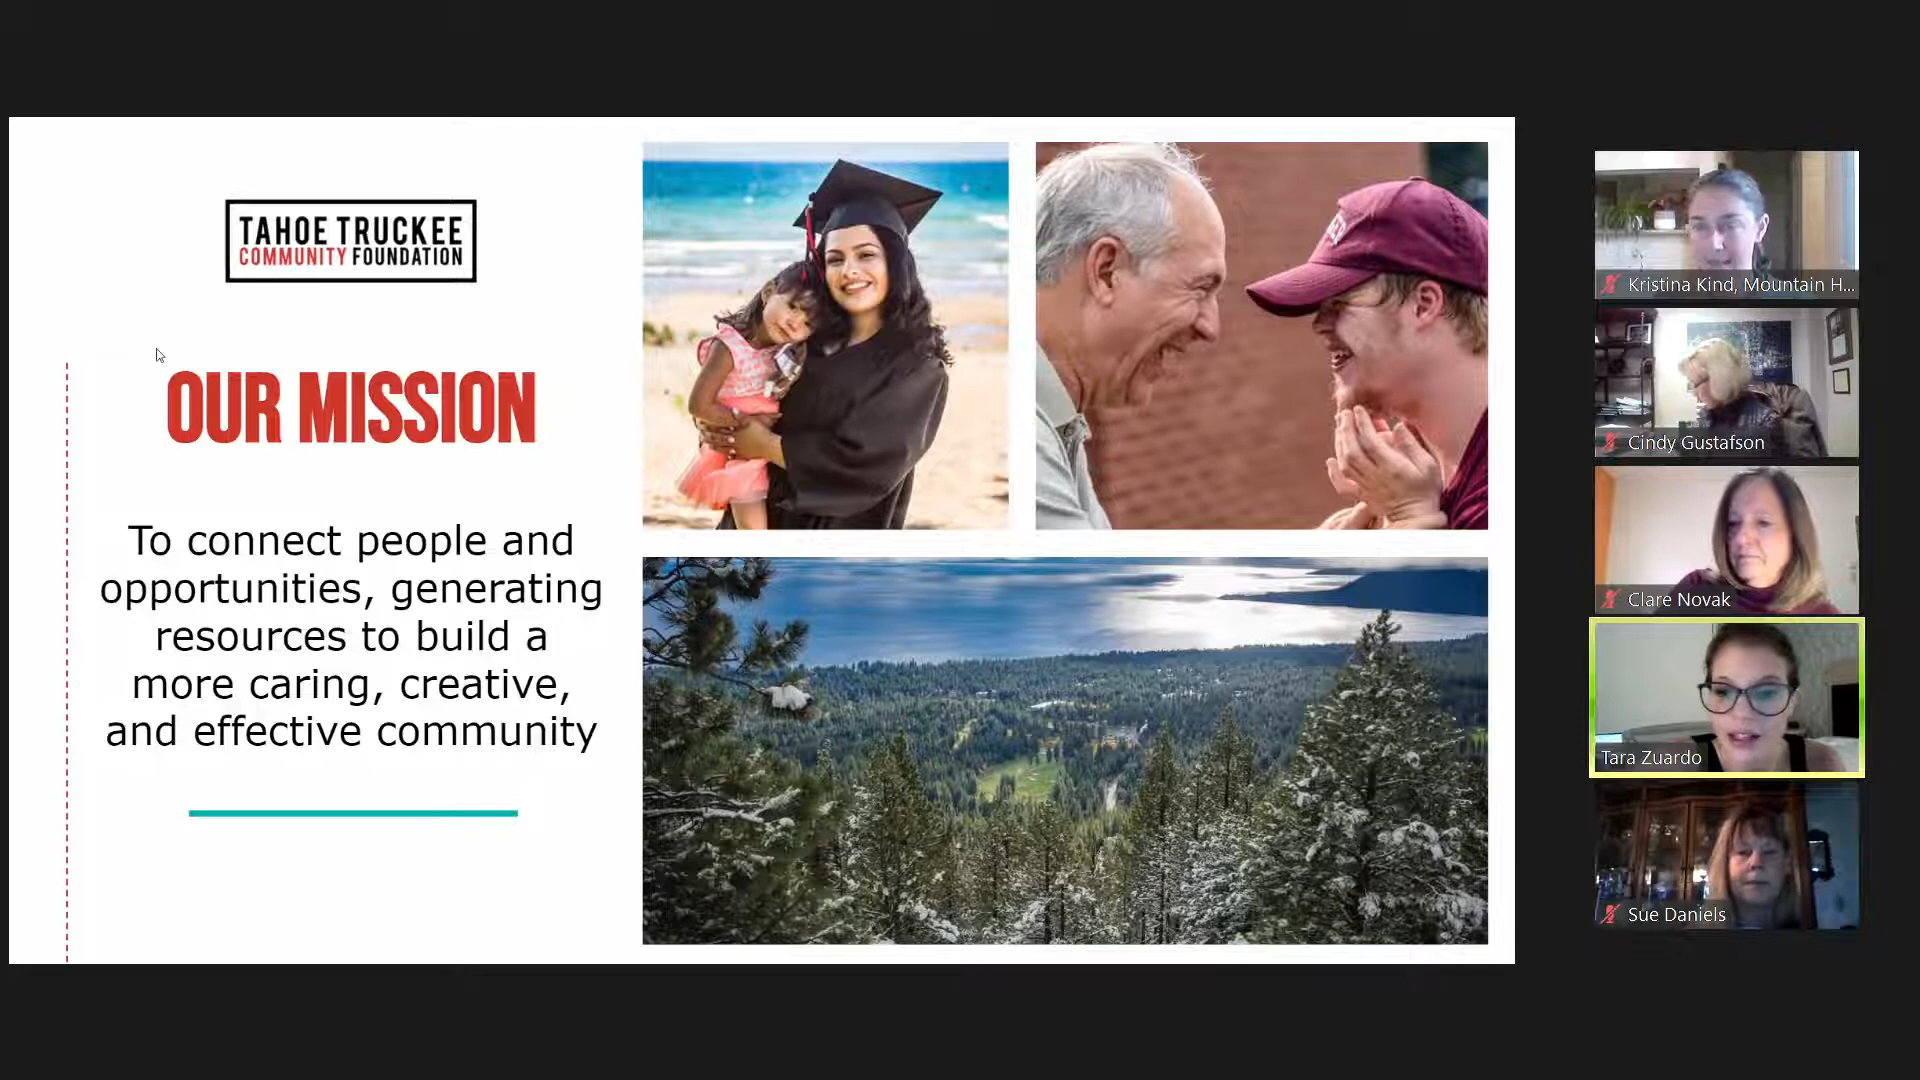 TAHOE TRUCKEE
COMMUNITY FOUNDATION
OUR MISSION
To connect people and
opportunities, generating
resources to build a
more caring, creative,
and effective community
Kristina Kind, Mountain H...
Cindy Gustafson
Clare Novak
Tara Zuardo
Sue Daniels